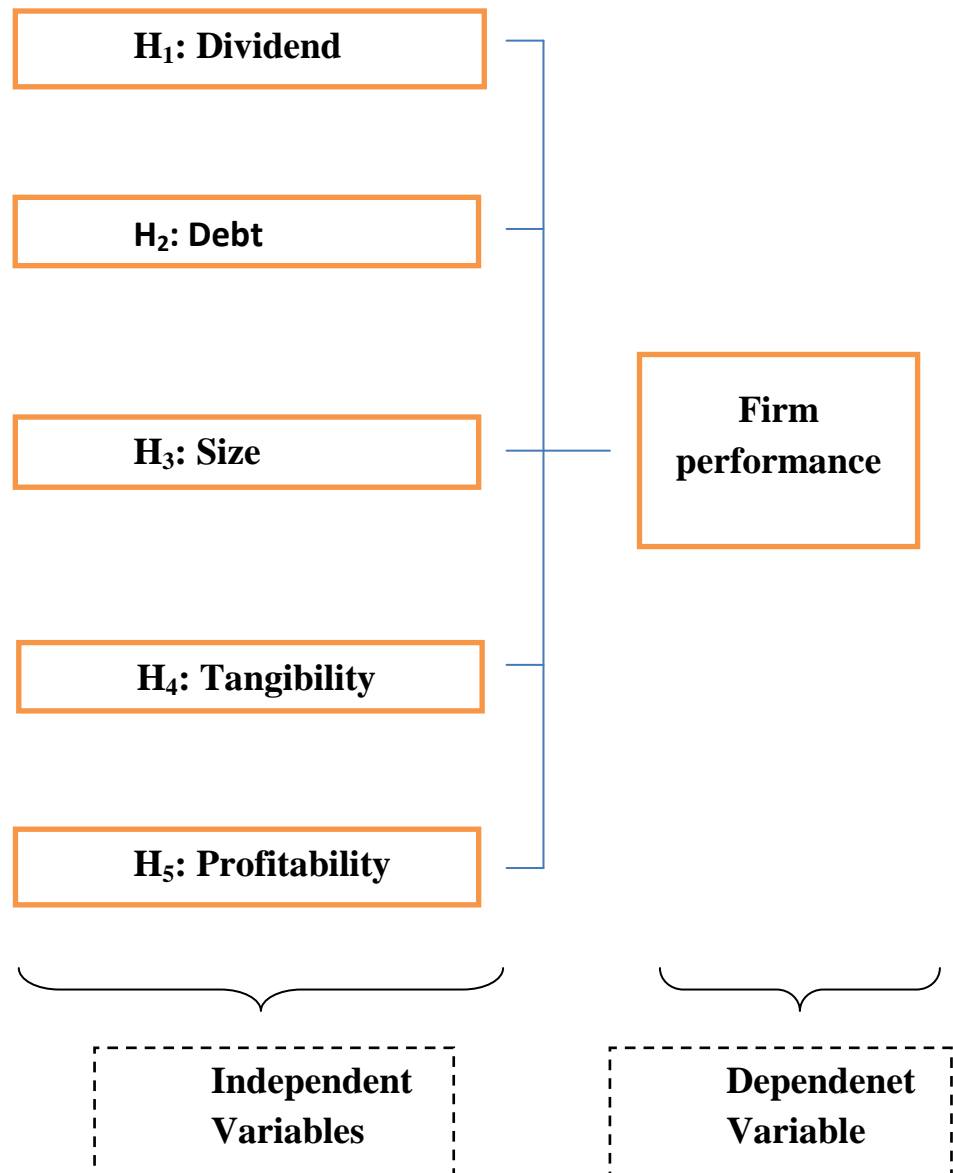 H₁: Dividend
H₂: Debt
H₃: Size
Firm
performance
H₄: Tangibility
H₅: Profitability
Independent
Variables
Dependenet
Variable